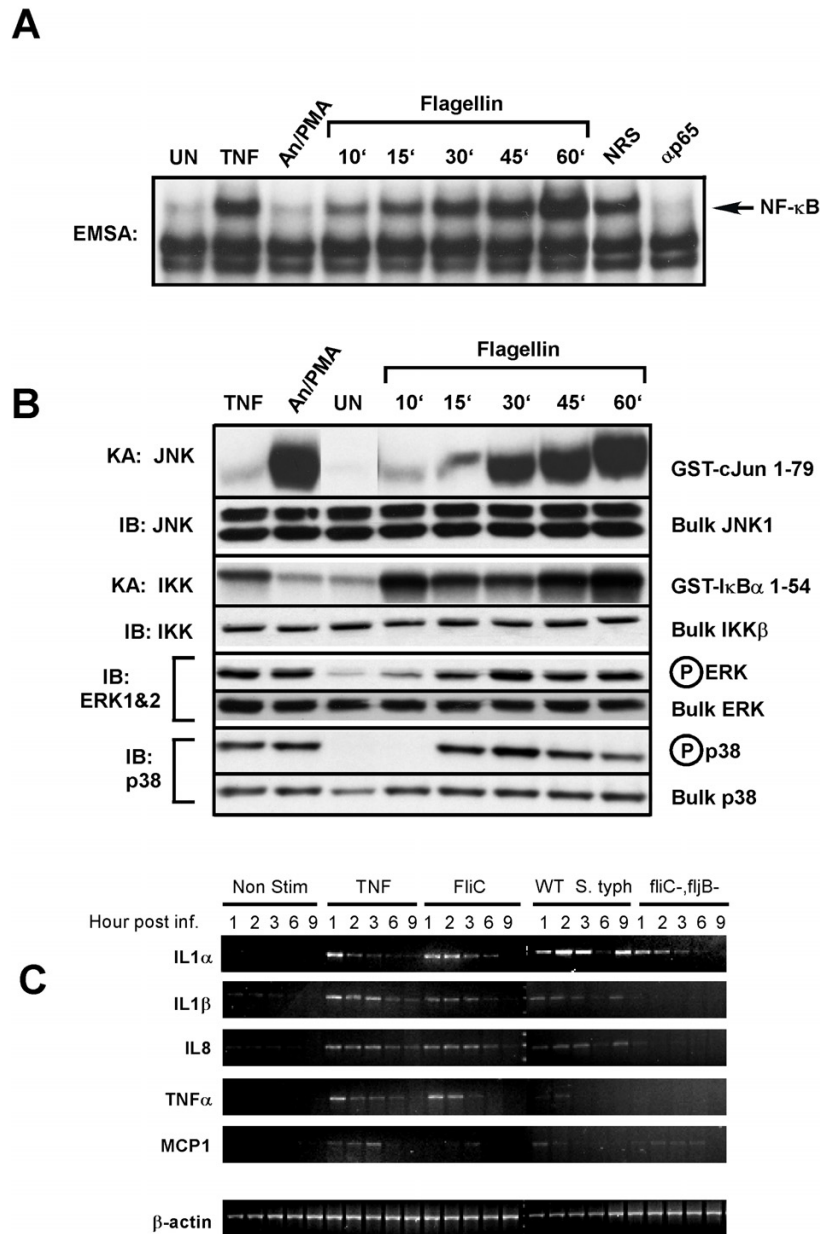 A
Flagellin
UN TNF An/PMA 10‘ 15‘ 30‘ 45‘ 60‘ NRS αp65
EMSA:
NF-κB
B
Flagellin
TNF An/PMA UN 10‘ 15‘ 30‘ 45‘ 60‘
KA: JNK GST-cJun 1-79
IB: JNK Bulk JNK1
KA: IKK GST-IκBα 1-54
IB: IKK Bulk IKKβ
IB: ERK1&2
P ERK
Bulk ERK
IB: p38
P p38
Bulk p38
C
Non Stim TNF FliC WT S. typh fliC-,fljB-
Hour post inf. 1 2 3 6 9 1 2 3 6 9 1 2 3 6 9 1 2 3 6 9 1 2 3 6 9
IL1α
IL1β
IL8
TNFα
MCP1
β-actin